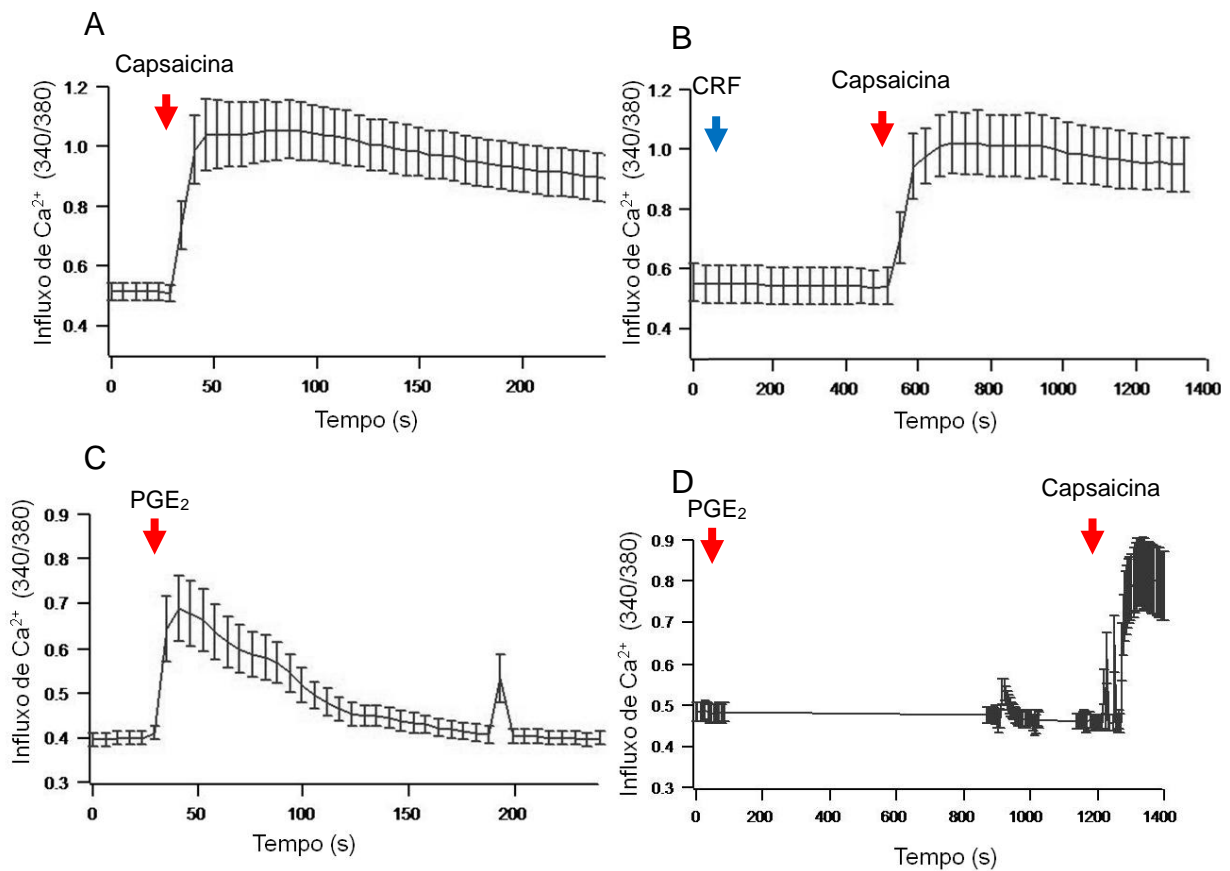 A
Capsaicina
Influxo de Ca²⁺ (340/380)
1.2
1.0
0.8
0.6
0.4
0
50
100
150
200
Tempo (s)
B
CRF
Capsaicina
Influxo de Ca²⁺ (340/380)
1.2
1.0
0.8
0.6
0.4
0
200
400
600
800
1000
1200
1400
Tempo (s)
C
PGE₂
Influxo de Ca²⁺ (340/380)
0.9
0.8
0.7
0.6
0.5
0.4
0.3
0
50
100
150
200
Tempo (s)
D
PGE₂
Capsaicina
Influxo de Ca²⁺ (340/380)
0.9
0.8
0.7
0.6
0.5
0.4
0.3
0
200
400
600
800
1000
1200
1400
Tempo (s)